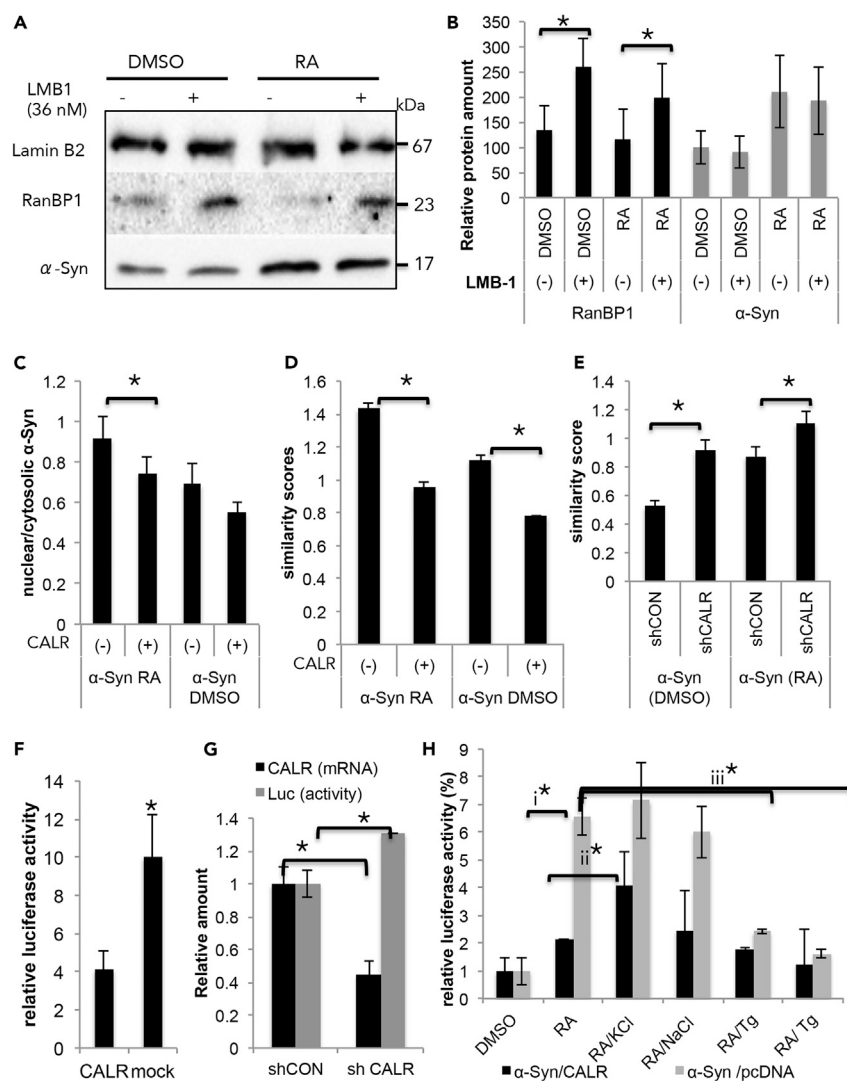 A
DMSO RA
LMB1 - + - +
(36 nM) kDa
Lamin B2 67
RanBP1 23
α-Syn 17
B
Relative protein amount
350
300
250
200
150
100
50
0
* *
DMSO DMSO RA RA DMSO DMSO RA RA
LMB-1 (-) (+) (-) (+) (-) (+) (-) (+)
RanBP1 α-Syn
C
nuclear/cytosolic α-Syn
1.2
1
0.8
0.6
0.4
0.2
0
*
CALR (-) (+) (-) (+)
α-Syn RA α-Syn
DMSO
D
similarity scores
1.6
1.4
1.2
1
0.8
0.6
0.4
0.2
0
* *
CALR (-) (+) (-) (+)
α-Syn RA α-Syn DMSO
E
similarity score
1.4
1.2
1
0.8
0.6
0.4
0.2
0
* *
shCON shCALR shCON shCALR
α-Syn
(DMSO)
α-Syn (RA)
F
relative luciferase activity
14
12
10
8
6
4
2
0
*
CALR mock
G
CALR (mRNA)
Luc (activity)
Relative amount
1.4
1.2
1
0.8
0.6
0.4
0.2
0
* *
shCON sh CALR
H
relative luciferase activity (%)
9
8
7
6
5
4
3
2
1
0
i* ii* iii*
DMSO RA RA/KCl RA/NaCl RA/Tg RA/ Tg
α-Syn/CALR α-Syn /pcDNA